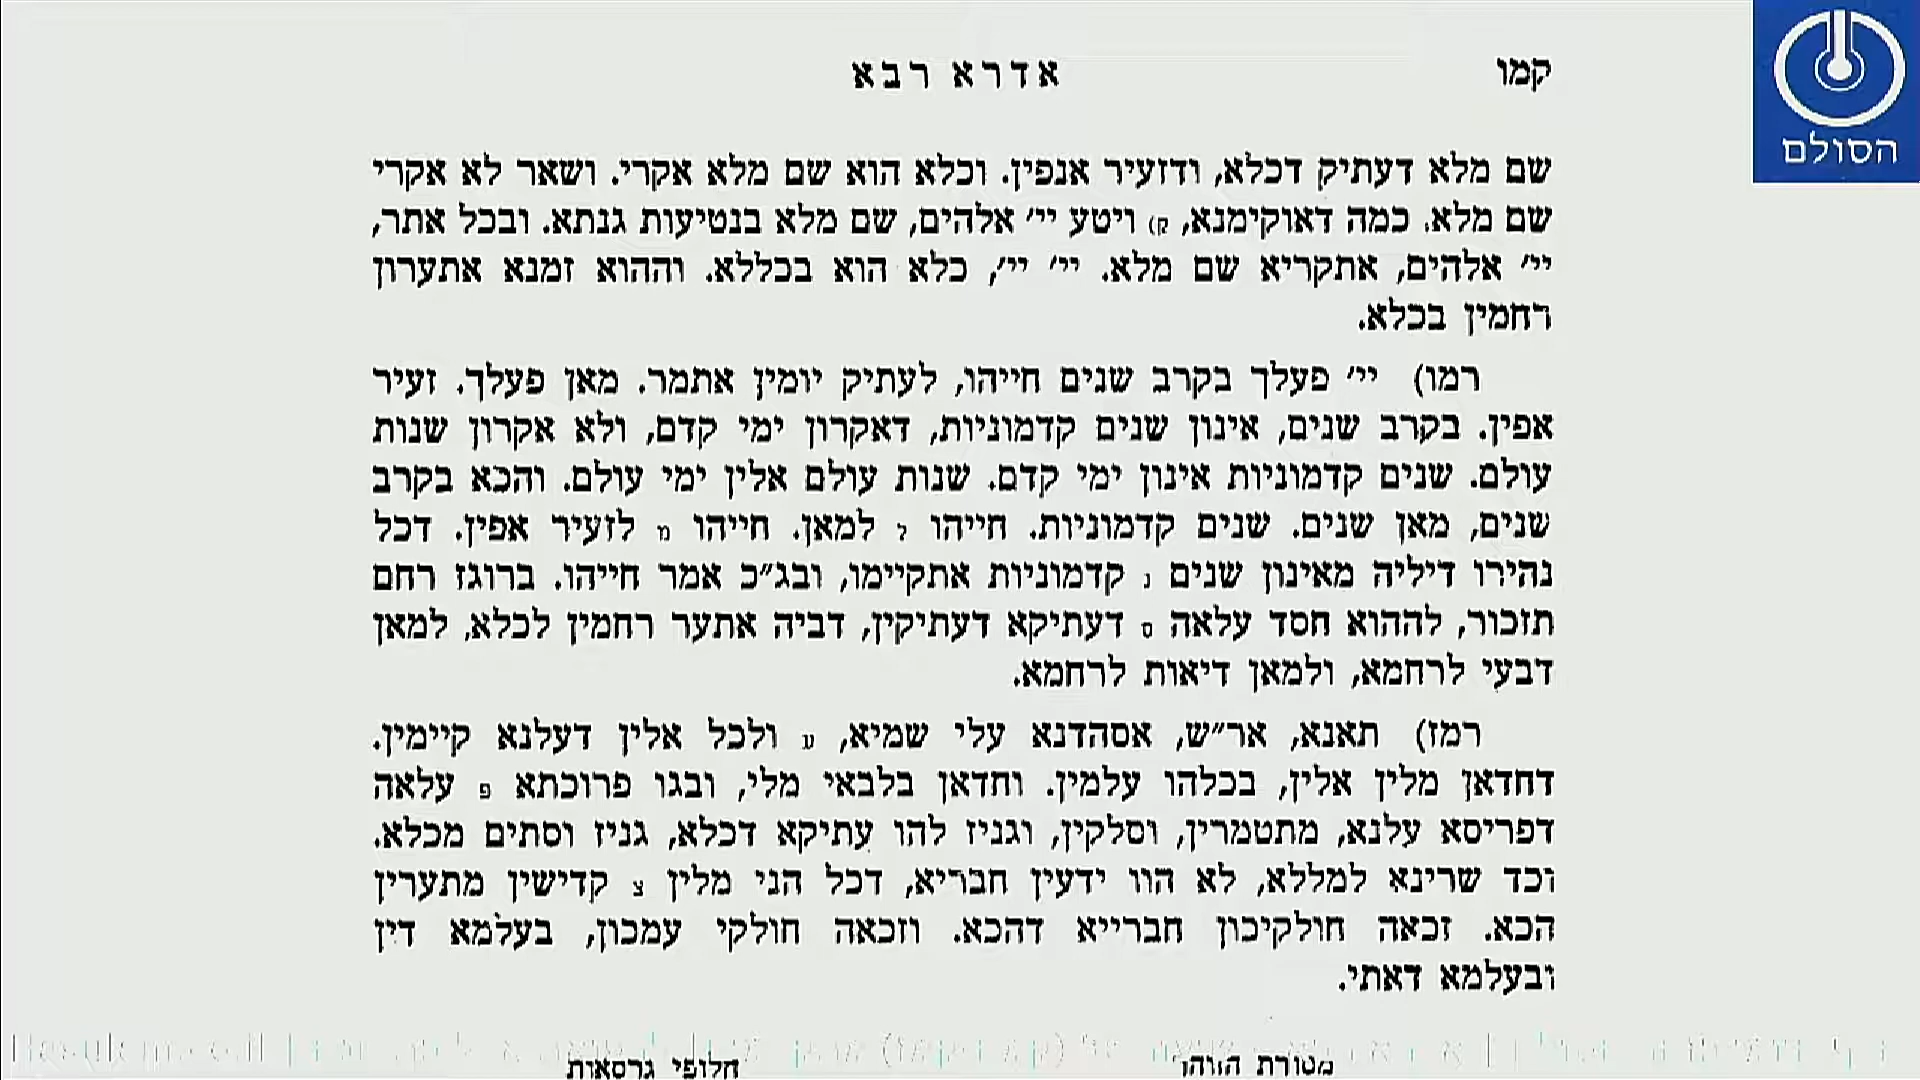 קמו
אדרא רבא
הסולם
שם מלא דעתיק דכלא, ודזעיר אנפין. וכלא הוא שם מלא אקרי. ושאר לא אקרי
שם מלא. כמה דאוקימנא, ק) ויטע יי׳ אלהים, שם מלא בנטיעות גנתא. ובכל אתר,
יי׳ אלהים, אתקריא שם מלא. יי׳ יי׳, כלא הוא בכללא. וההוא זמנא אתערון
רחמין בכלא.
רמו) יי׳ פעלך בקרב שנים חייהו, לעתיק יומין אתמר. מאן פעלך. זעיר
אפין. בקרב שנים, אינון שנים קדמוניות, דאקרון ימי קדם, ולא אקרון שנות
עולם. שנים קדמוניות אינון ימי קדם. שנות עולם אלין ימי עולם. והכא בקרב
שנים, מאן שנים. שנים קדמוניות. חייהו ל למאן. חייהו מ לזעיר אפין. דכל
נהירו דיליה מאינון שנים נ קדמוניות אתקיימו, ובג״כ אמר חייהו. ברוגז רחם
תזכור, לההוא חסד עלאה ס דעתיקא דעתיקין, דביה אתער רחמין לכלא, למאן
דבעי לרחמא, ולמאן דיאות לרחמא.
רמז) תאנא, אר״ש, אסהדנא עלי שמיא, ע ולכל אלין דעלנא קיימין.
דחדאן מלין אלין, בכלהו עלמין. וחדאן בלבאי מלי, ובגו פרוכתא פ עלאה
דפריסא עלנא, מתטמרין, וסלקין, וגניז להו עתיקא דכלא, גניז וסתים מכלא.
וכד שרינא למללא, לא הוו ידעין חבריא, דכל הני מלין צ קדישין מתערין
הכא. זכאה חולקיכון חברייא דהכא. וזכאה חולקי עמכון, בעלמא דין
ובעלמא דאתי.
מסורת הזוהר
חלופי גרסאות